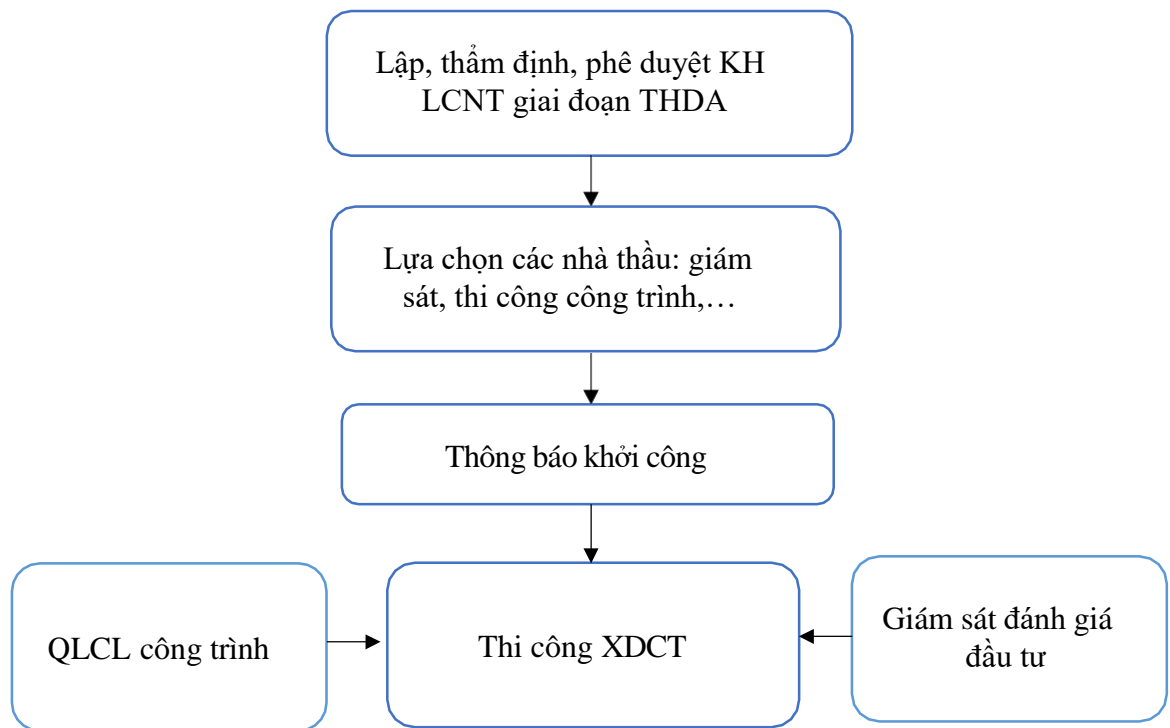 Lập, thẩm định, phê duyệt KH
LCNT giai đoạn THDA
Lựa chọn các nhà thầu: giám
sát, thi công công trình,…
Thông báo khởi công
QLCL công trình
Thi công XDCT
Giám sát đánh giá
đầu tư